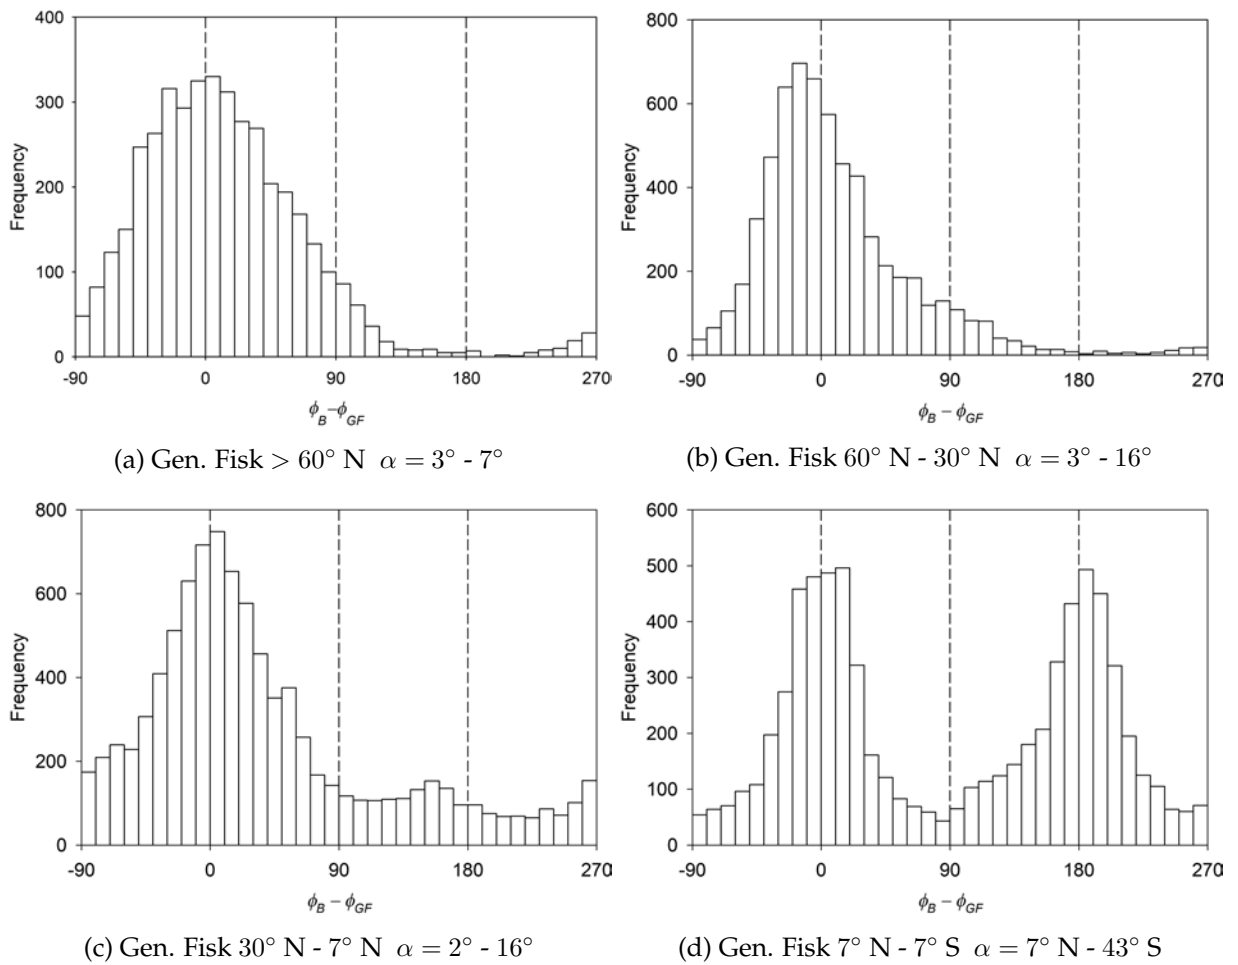 400
300
200
100
0
Frequency
-90 0 90 180 270
ϕB–ϕGF
(a) Gen. Fisk > 60° N α = 3° - 7°
800
600
400
200
0
Frequency
-90 0 90 180 270
ϕB – ϕGF
(b) Gen. Fisk 60° N - 30° N α = 3° - 16°
800
600
400
200
0
Frequency
-90 0 90 180 270
ϕB – ϕGF
(c) Gen. Fisk 30° N - 7° N α = 2° - 16°
600
500
400
300
200
100
0
Frequency
-90 0 90 180 270
ϕB – ϕGF
(d) Gen. Fisk 7° N - 7° S α = 7° N - 43° S